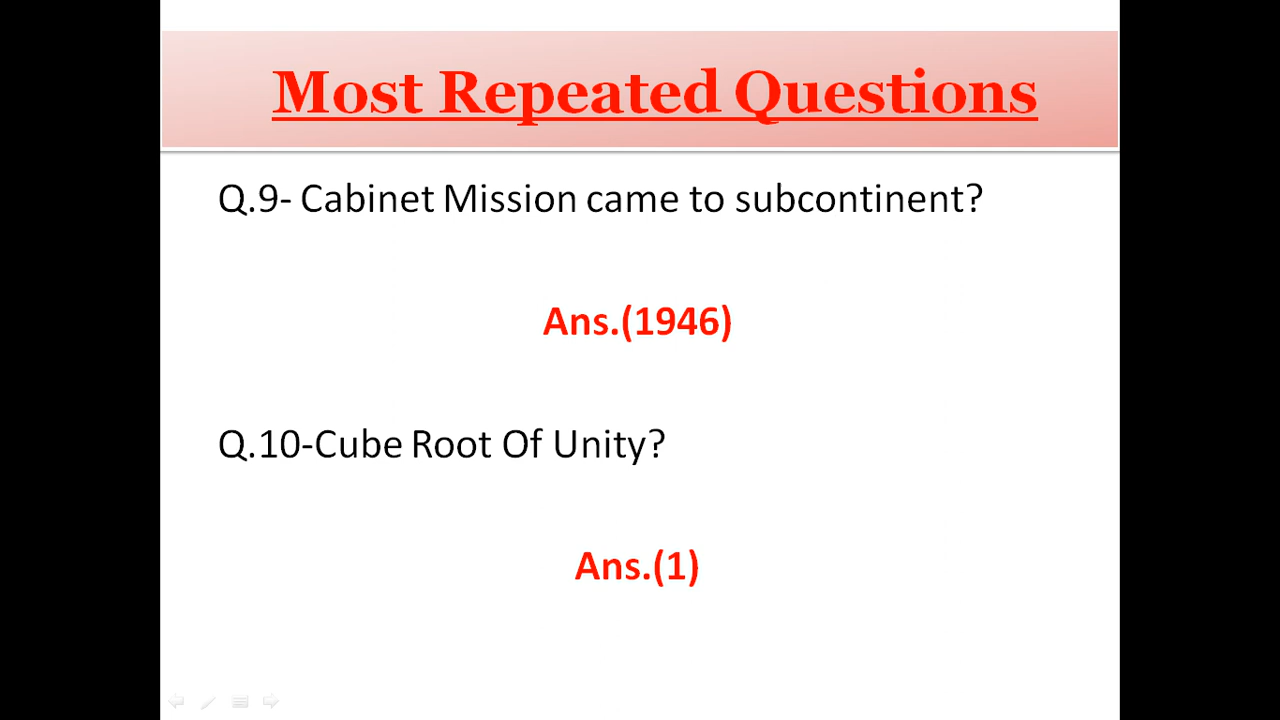 Most Repeated Questions
Q.9- Cabinet Mission came to subcontinent?
Ans.(1946)
Q.10-Cube Root Of Unity?
Ans.(1)